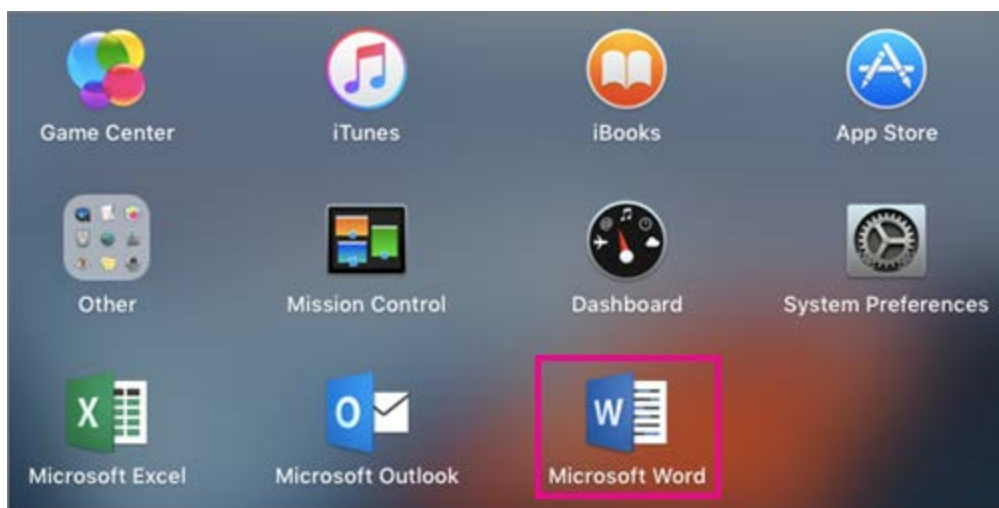 Game Center
iTunes
iBooks
App Store
Other
Mission Control
Dashboard
System Preferences
X
Microsoft Excel
O
Microsoft Outlook
W
Microsoft Word